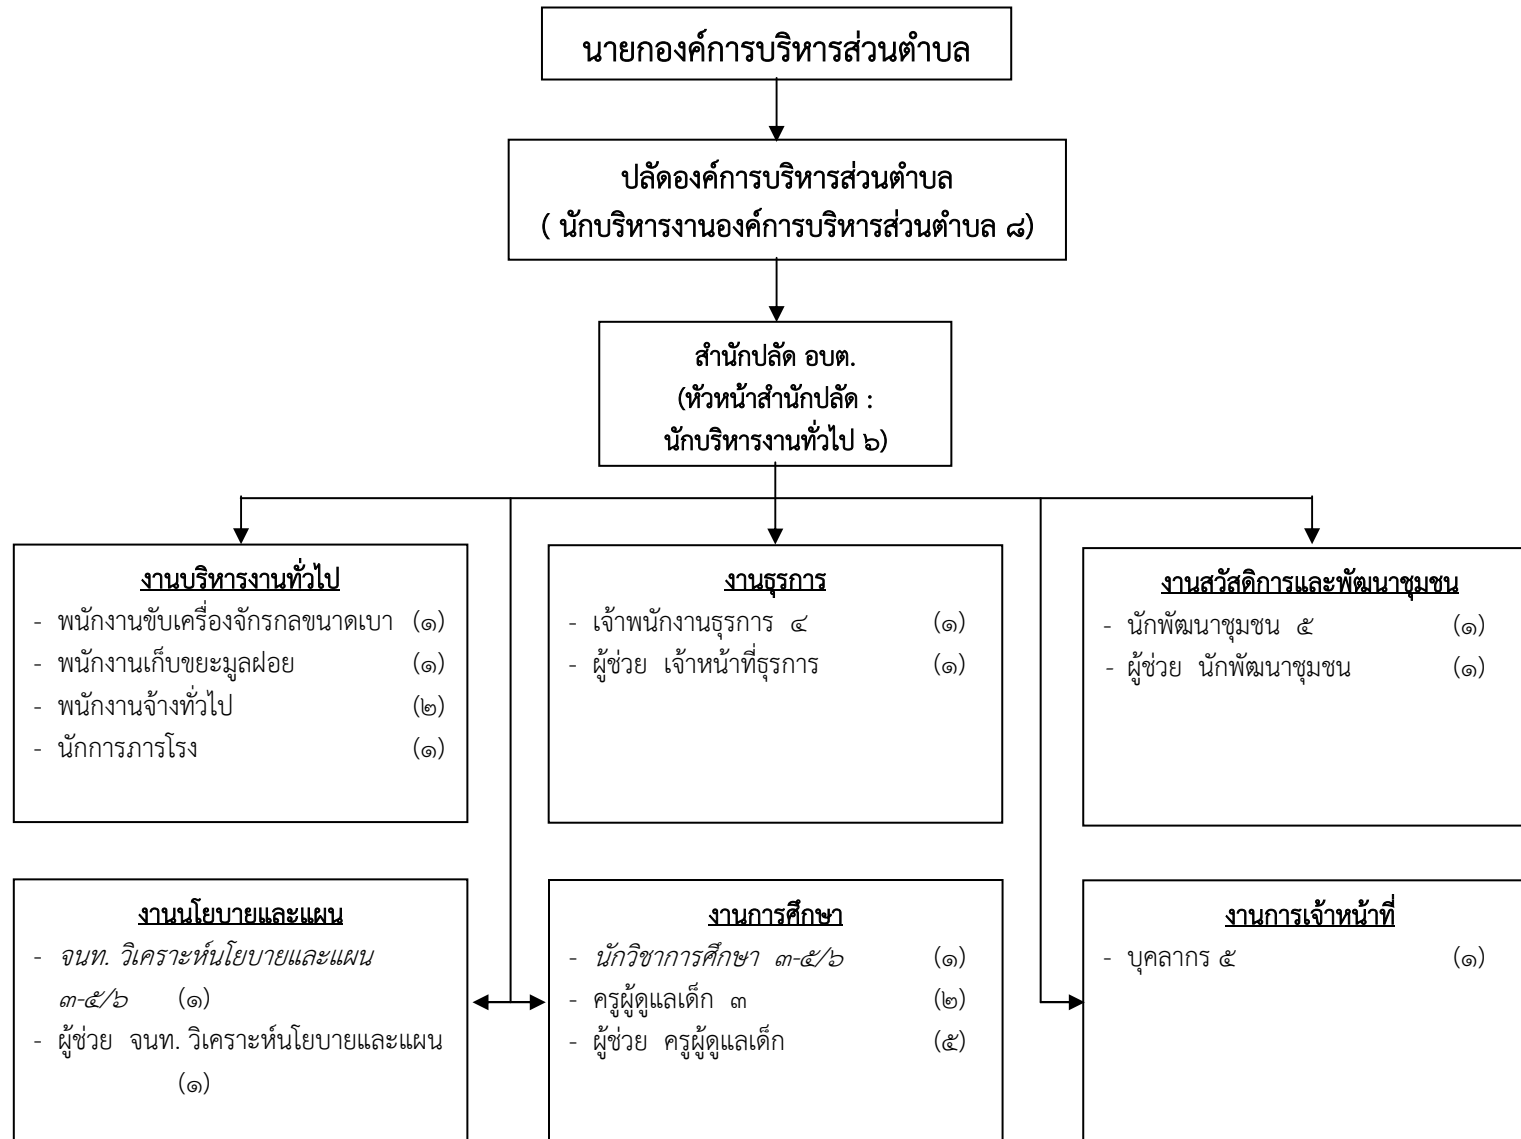 นายกองค์การบริหารส่วนตำบล
ปลัดองค์การบริหารส่วนตำบล
( นักบริหารงานองค์การบริหารส่วนตำบล ๘)
สำนักปลัด อบต.
(หัวหน้าสำนักปลัด :
นักบริหารงานทั่วไป ๖)
งานบริหารงานทั่วไป
- พนักงานขับเครื่องจักรกลขนาดเบา (๑)
- พนักงานเก็บขยะมูลฝอย (๑)
- พนักงานจ้างทั่วไป (๒)
- นักการภารโรง (๑)
งานธุรการ
- เจ้าพนักงานธุรการ ๔ (๑)
- ผู้ช่วย เจ้าหน้าที่ธุรการ (๑)
งานสวัสดิการและพัฒนาชุมชน
- นักพัฒนาชุมชน ๕ (๑)
- ผู้ช่วย นักพัฒนาชุมชน (๑)
งานนโยบายและแผน
- จนท. วิเคราะห์นโยบายและแผน
๓-๕/๖ (๑)
- ผู้ช่วย จนท. วิเคราะห์นโยบายและแผน
(๑)
งานการศึกษา
- นักวิชาการศึกษา ๓-๕/๖ (๑)
- ครูผู้ดูแลเด็ก ๓ (๒)
- ผู้ช่วย ครูผู้ดูแลเด็ก (๕)
งานการเจ้าหน้าที่
- บุคลากร ๕ (๑)